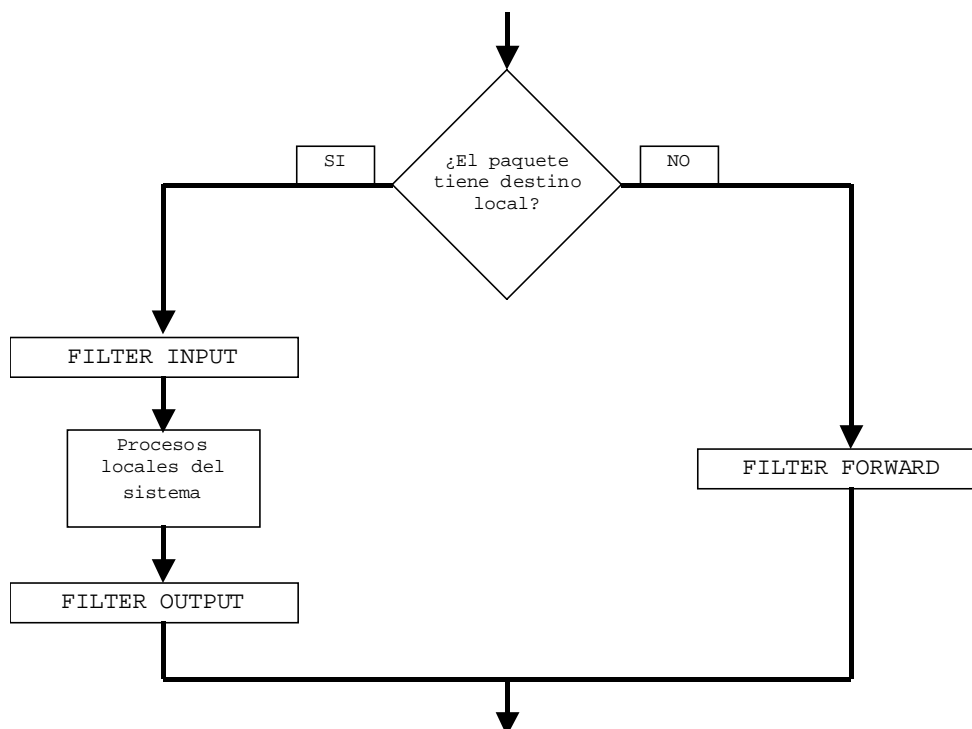 SI
¿El paquete
tiene destino
local?
NO
FILTER INPUT
Procesos
locales del
sistema
FILTER FORWARD
FILTER OUTPUT